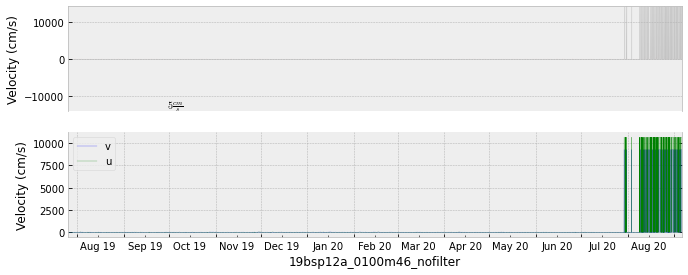 Velocity (cm/s)
10000
0
−10000
5 cm/s
Velocity (cm/s)
10000
7500
5000
2500
0
v
u
Aug 19 Sep 19 Oct 19 Nov 19 Dec 19 Jan 20 Feb 20 Mar 20 Apr 20 May 20 Jun 20 Jul 20 Aug 20
19bsp12a_0100m46_nofilter